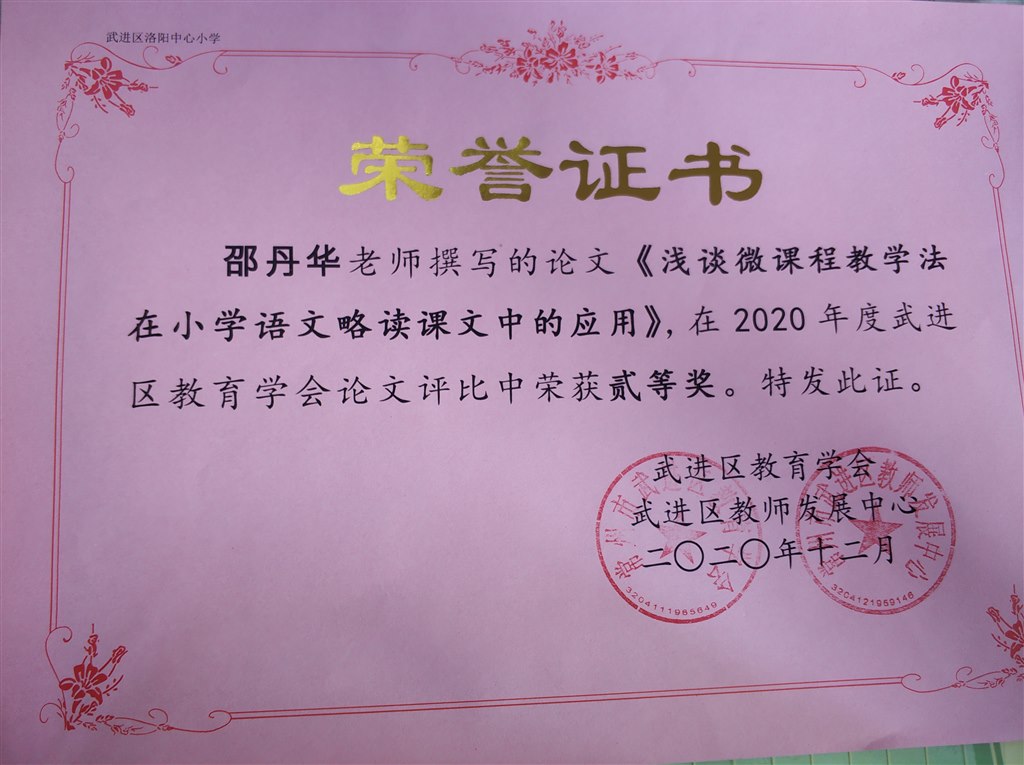 武进区洛阳中心小学
荣誉证书
邵丹华老师撰写的论文《浅谈微课程教学法
在小学语文略读课文中的应用》，在 2020 年度武进
区教育学会论文评比中荣获贰等奖。特发此证。
武进区教育学会
武进区教师发展中心
二〇二〇年十二月
3204111965649
3204121969146